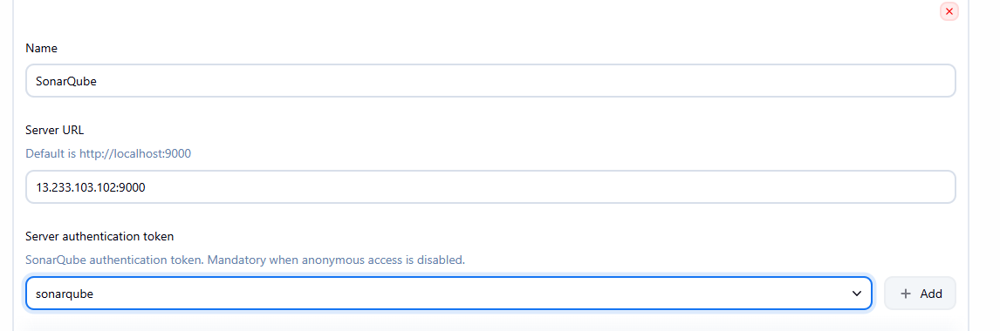 Name
SonarQube
Server URL
Default is http://localhost:9000
13.233.103.102:9000
Server authentication token
SonarQube authentication token. Mandatory when anonymous access is disabled.
sonarqube
+ Add